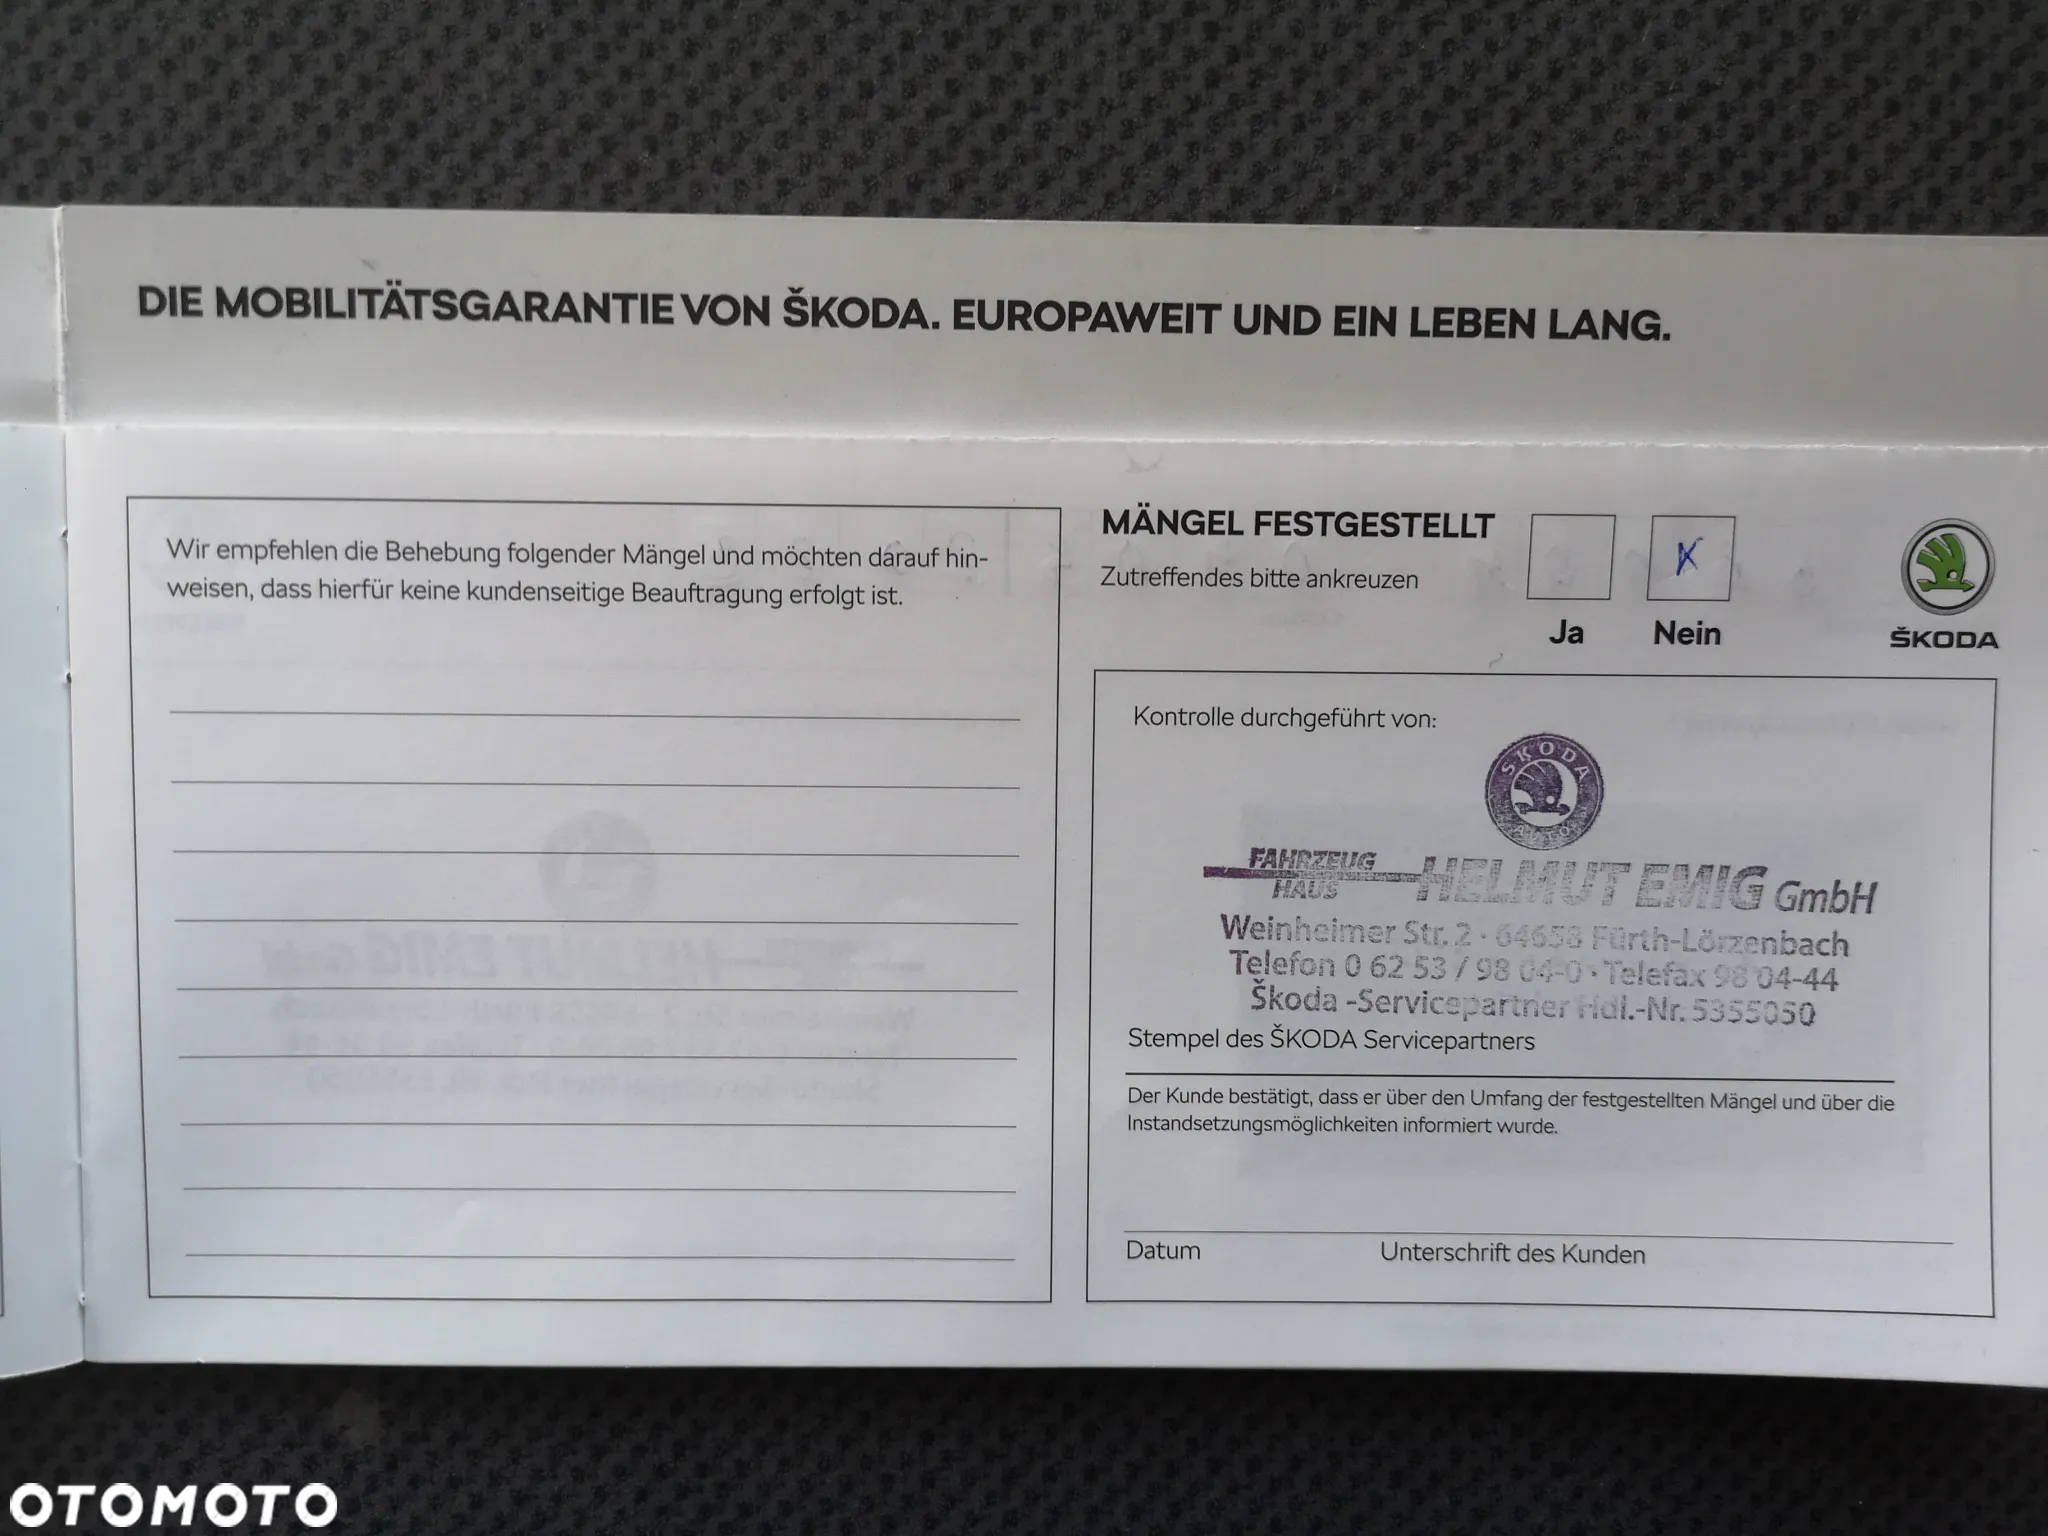 DIE MOBILITÄTSGARANTIE VON ŠKODA. EUROPAWEIT UND EIN LEBEN LANG.
Wir empfehlen die Behebung folgender Mängel und möchten darauf hin-
weisen, dass hierfür keine kundenseitige Beauftragung erfolgt ist.
MÄNGEL FESTGESTELLT
Zutreffendes bitte ankreuzen
X
Ja Nein
ŠKODA
Kontrolle durchgeführt von:
ŠKODA
AUTO
FAHRZEUG
HAUS
HELMUT EMIG GmbH
Weinheimer Str. 2 · 64658 Fürth-Lörzenbach
Telefon 0 62 53 / 98 04-0 · Telefax 98 04-44
Škoda -Servicepartner Hdl.-Nr. 5355050
Stempel des ŠKODA Servicepartners
Der Kunde bestätigt, dass er über den Umfang der festgestellten Mängel und über die
Instandsetzungsmöglichkeiten informiert wurde.
Datum Unterschrift des Kunden
OTOMOTO